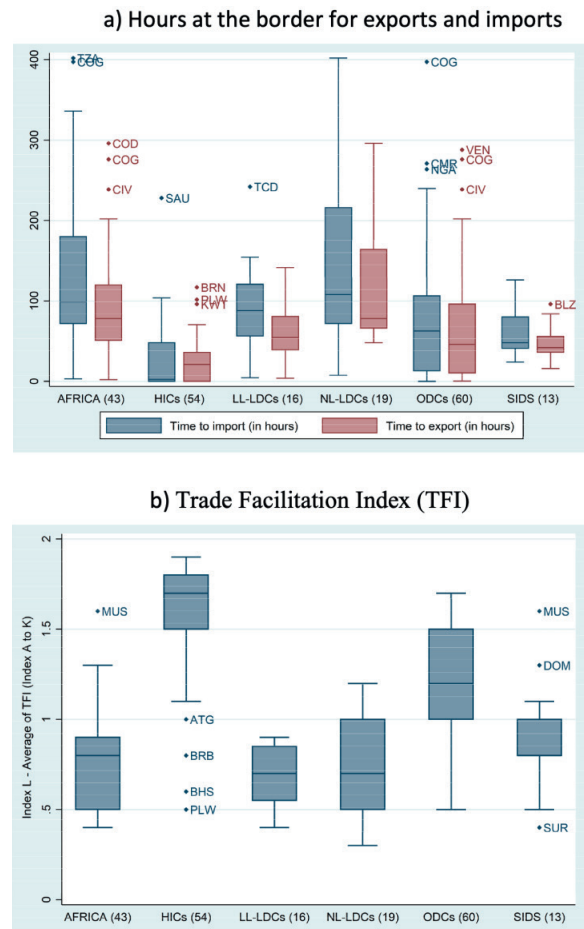 a) Hours at the border for exports and imports
400
300
200
100
0
TZA
COG
COD
COG
CIV
SAU
BRN
PLW
KWT
TCD
COG
CMR
NGA
VEN
COG
CIV
BLZ
AFRICA (43) HICs (54) LL-LDCs (16) NL-LDCs (19) ODCs (60) SIDS (13)
Time to import (in hours) Time to export (in hours)
b) Trade Facilitation Index (TFI)
Index L - Average of TFI (Index A to K)
2
1.5
1
.5
0
MUS
ATG
BRB
BHS
PLW
MUS
DOM
SUR
AFRICA (43) HICs (54) LL-LDCs (16) NL-LDCs (19) ODCs (60) SIDS (13)